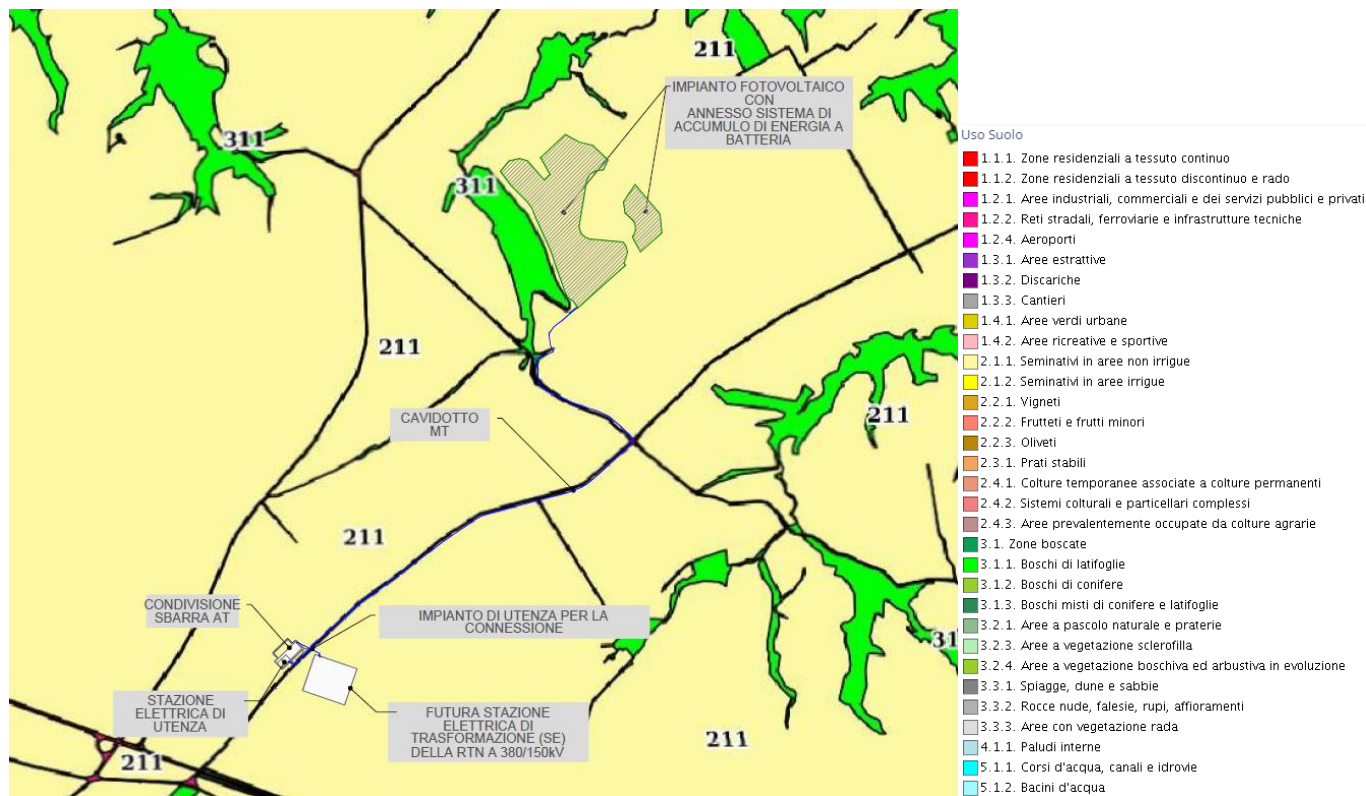 211
IMPIANTO FOTOVOLTAICO
CON
ANNESSO SISTEMA DI
ACCUMULO DI ENERGIA A
BATTERIA
311
311
211
211
CAVIDOTTO
MT
211
CONDIVISIONE
SBARRA AT
IMPIANTO DI UTENZA PER LA
CONNESSIONE
31
STAZIONE
ELETTRICA DI
UTENZA
FUTURA STAZIONE
ELETTRICA DI
TRASFORMAZIONE (SE)
DELLA RTN A 380/150kV
211
211
Uso Suolo
1.1.1. Zone residenziali a tessuto continuo
1.1.2. Zone residenziali a tessuto discontinuo e rado
1.2.1. Aree industriali, commerciali e dei servizi pubblici e privati
1.2.2. Reti stradali, ferroviarie e infrastrutture tecniche
1.2.4. Aeroporti
1.3.1. Aree estrattive
1.3.2. Discariche
1.3.3. Cantieri
1.4.1. Aree verdi urbane
1.4.2. Aree ricreative e sportive
2.1.1. Seminativi in aree non irrigue
2.1.2. Seminativi in aree irrigue
2.2.1. Vigneti
2.2.2. Frutteti e frutti minori
2.2.3. Oliveti
2.3.1. Prati stabili
2.4.1. Colture temporanee associate a colture permanenti
2.4.2. Sistemi colturali e particellari complessi
2.4.3. Aree prevalentemente occupate da colture agrarie
3.1. Zone boscate
3.1.1. Boschi di latifoglie
3.1.2. Boschi di conifere
3.1.3. Boschi misti di conifere e latifoglie
3.2.1. Aree a pascolo naturale e praterie
3.2.3. Aree a vegetazione sclerofilla
3.2.4. Aree a vegetazione boschiva ed arbustiva in evoluzione
3.3.1. Spiagge, dune e sabbie
3.3.2. Rocce nude, falesie, rupi, affioramenti
3.3.3. Aree con vegetazione rada
4.1.1. Paludi interne
5.1.1. Corsi d'acqua, canali e idrovie
5.1.2. Bacini d'acqua